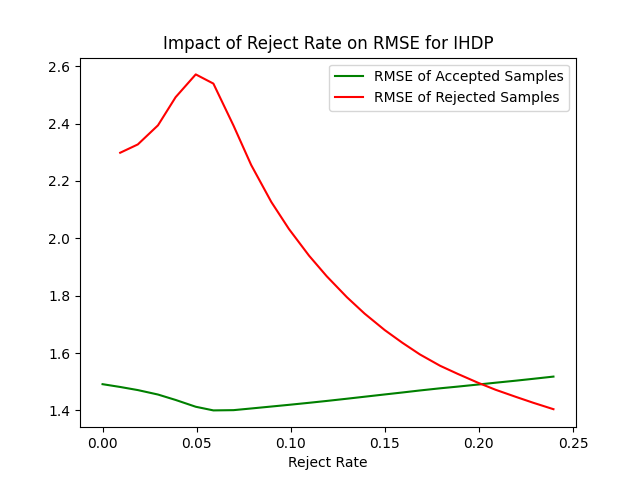 Impact of Reject Rate on RMSE for IHDP
RMSE of Accepted Samples
RMSE of Rejected Samples
2.6
2.4
2.2
2.0
1.8
1.6
1.4
0.00 0.05 0.10 0.15 0.20 0.25
Reject Rate